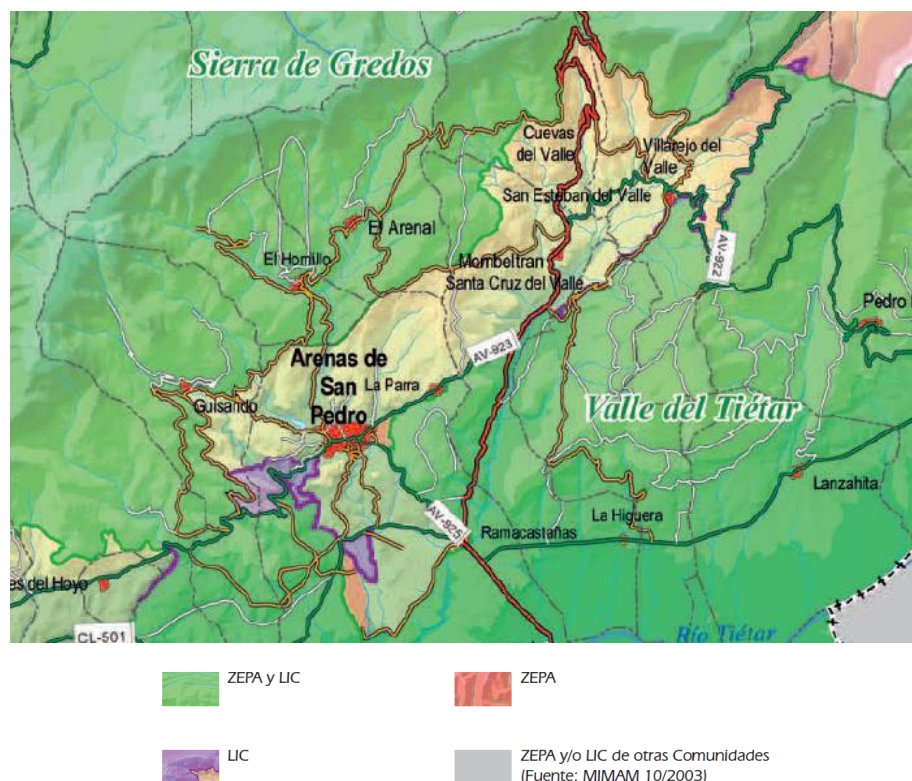 Sierra de Gredos
Cuevas
del Valle
Villarejo del
Valle
San Esteban del Valle
El Arenal
El Hornillo
Mombeltran
Santa Cruz del Valle
AV-922
Pedro
Arenas de
San
Pedro
La Parra
AV-923
Guisando
Valle del Tiétar
Lanzahita
La Higuera
AV-925
Ramacastañas
es del Hoyo
CL-501
Río Tiétar
ZEPA y LIC
ZEPA
LIC
ZEPA y/o LIC de otras Comunidades
(Fuente: MIMAM 10/2003)